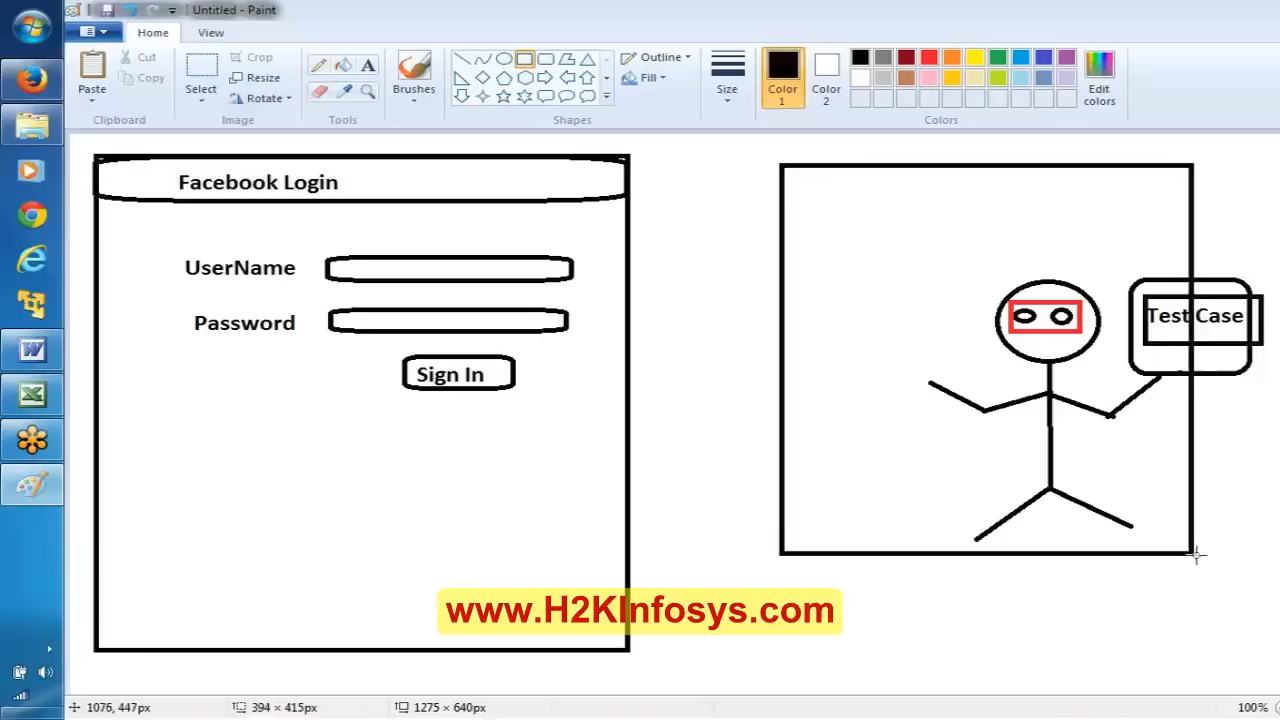 Untitled - Paint
Home View
Paste
Cut
Copy
Clipboard
Select
Crop
Resize
Rotate
Image
A
Tools
Brushes
Outline
Fill
Shapes
Size
Color 1
Color 2
Edit colors
Colors
Facebook Login
UserName
Password
Sign In
Test Case
www.H2KInfosys.com
1076, 447px
394 × 415px
1275 × 640px
100%